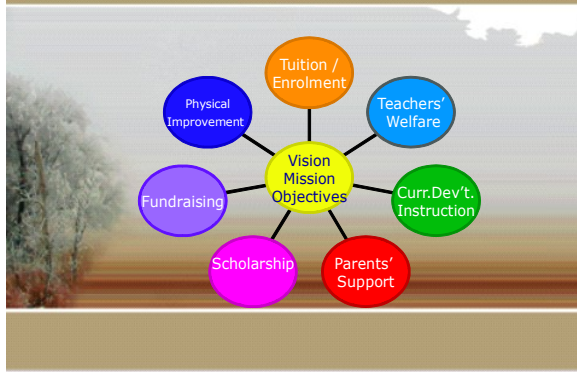 Tuition /
Enrolment
Physical
Improvement
Teachers’
Welfare
Vision
Mission
Objectives
Fundraising
Curr.Dev’t.
Instruction
Scholarship
Parents’
Support